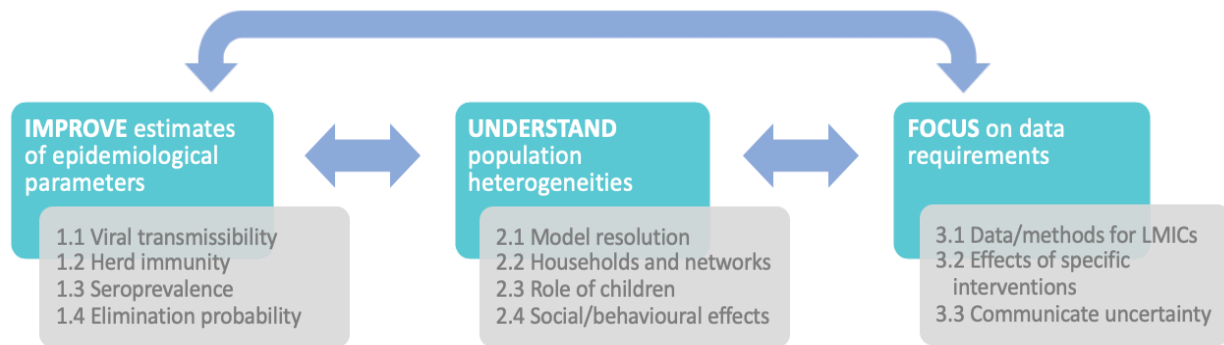 IMPROVE estimates
of epidemiological
parameters
1.1 Viral transmissibility
1.2 Herd immunity
1.3 Seroprevalence
1.4 Elimination probability
UNDERSTAND
population
heterogeneities
2.1 Model resolution
2.2 Households and networks
2.3 Role of children
2.4 Social/behavioural effects
FOCUS on data
requirements
3.1 Data/methods for LMICs
3.2 Effects of specific
interventions
3.3 Communicate uncertainty